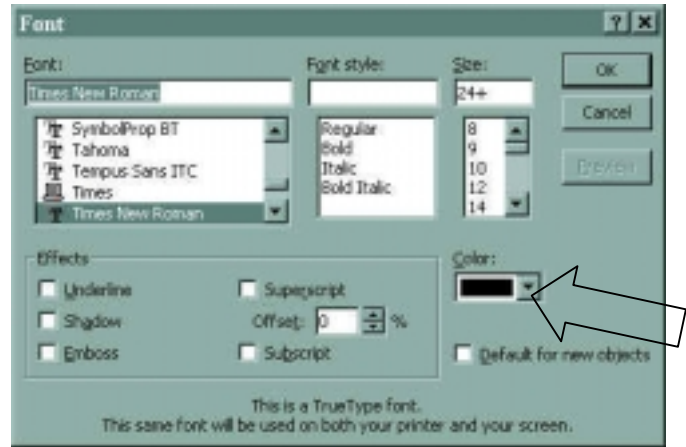 Font
Font: Font style: Size: OK
Times New Roman 24+
Cancel
SymbolProp BT Regular 8
Tahoma Bold 9
Tempus Sans ITC Italic 10 Preview
Times Bold Italic 12
Times New Roman 14
Effects Color:
Underline Superscript
Shadow Offset: 0 %
Emboss Subscript Default for new objects
This is a TrueType font.
This same font will be used on both your printer and your screen.